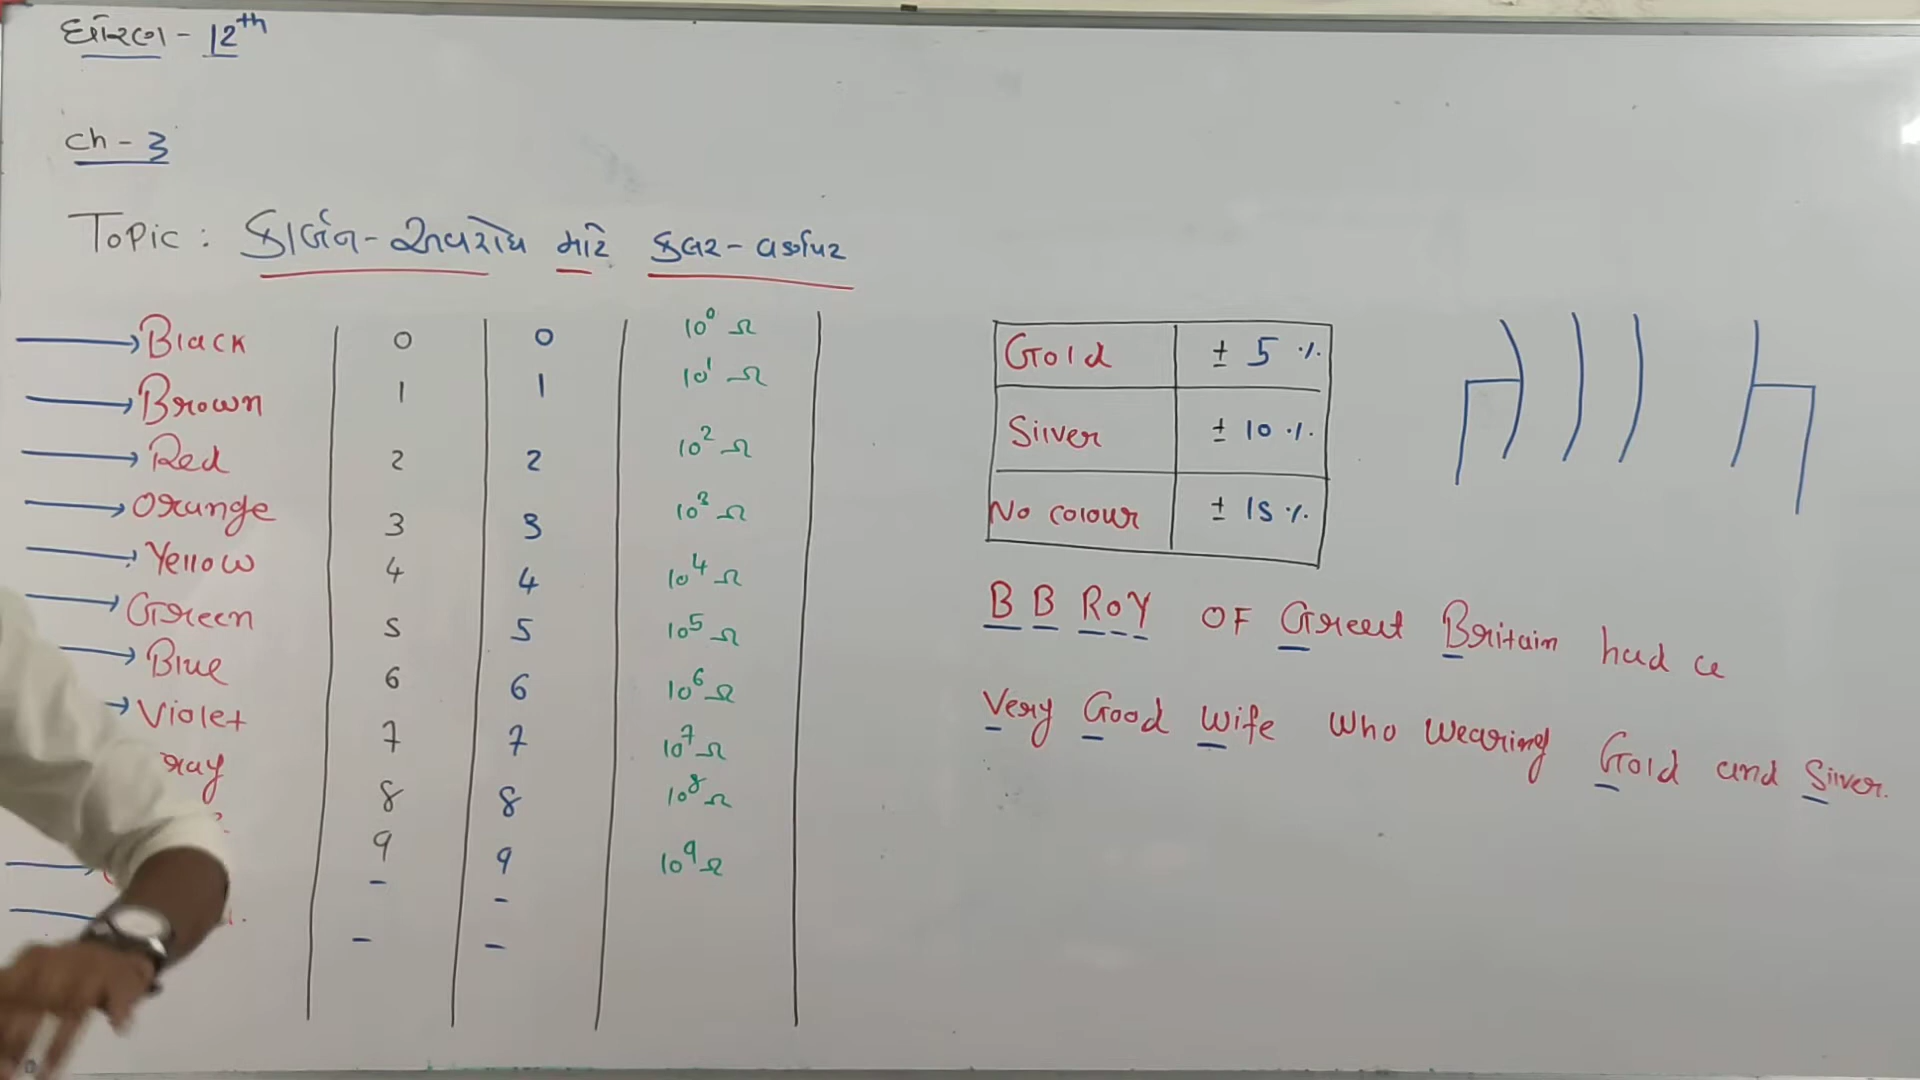 ધોરણ - 12th
ch - 3
Topic : કાર્બન - અવરોધ માટે કલર -
Black 0 0 10⁰ Ω
Brown 1 1 10¹ Ω
Red 2 2 10² Ω
Orange 3 3 10³ Ω
Yellow 4 4 10⁴ Ω
Green 5 5 10⁵ Ω
Blue 6 6 10⁶ Ω
Violet 7 7 10⁷ Ω
ray 8 8 10⁸ Ω
9 9 10⁹ Ω
- -
- -
Gold ± 5 %
Silver ± 10 %
No colour ± 15 %
B B ROY OF Great Britain had a
Very Good Wife Who Wearing Gold and Silver.